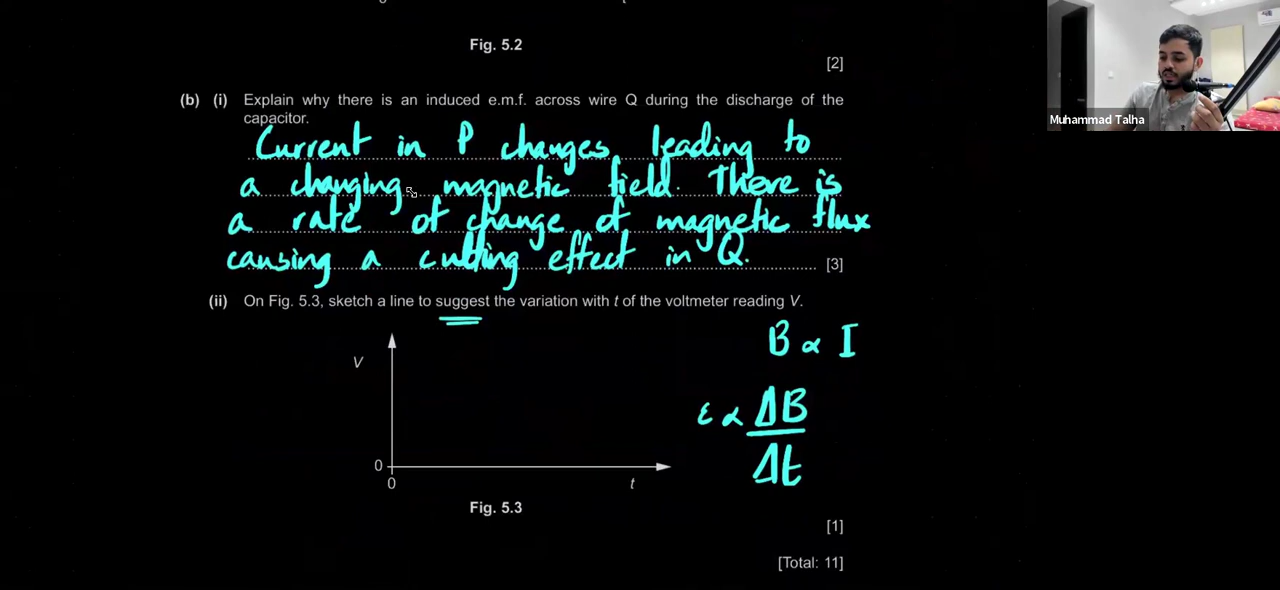 0
t
Fig. 5.2
[2]
Muhammad Talha
(b) (i) Explain why there is an induced e.m.f. across wire Q during the discharge of the
capacitor.
Current in P changes leading to
a changing magnetic field. There is
a rate of change of magnetic flux
causing a cutting effect in Q.
[3]
(ii) On Fig. 5.3, sketch a line to suggest the variation with t of the voltmeter reading V.
B ∝ I
V
ε ∝ ΔB
Δt
0
0
t
Fig. 5.3
[1]
[Total: 11]